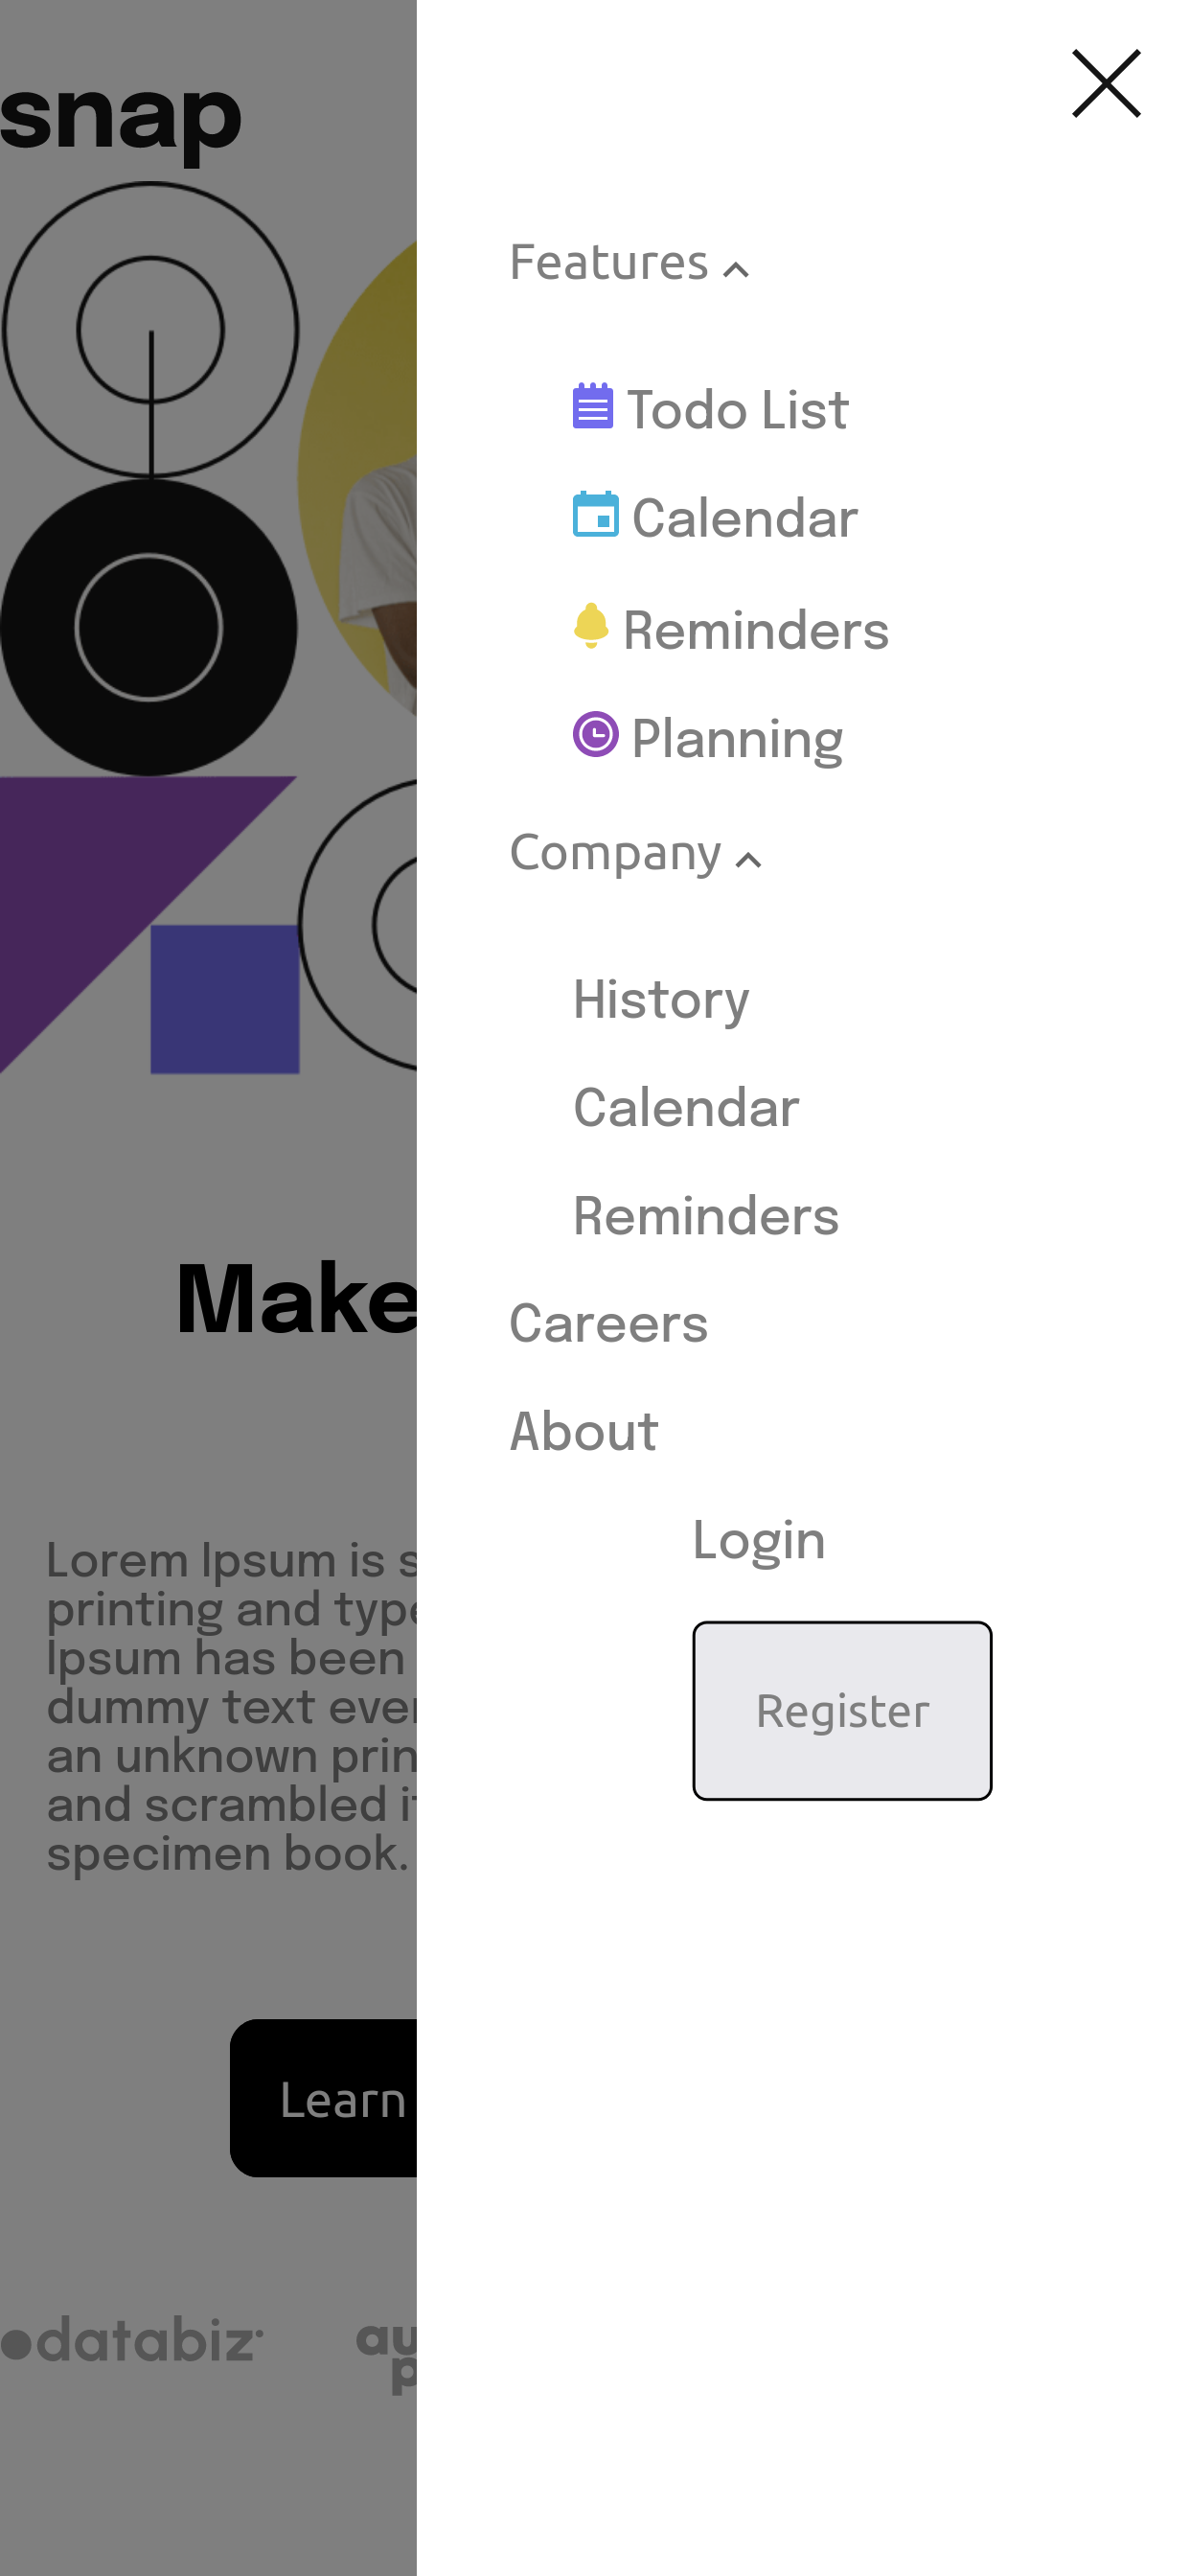 snap
Features
Todo List
Calendar
Reminders
Planning
Company
History
Calendar
Reminders
Careers
About
Login
Register
Make
Lorem Ipsum is s
printing and type
Ipsum has been
dummy text ever
an unknown prin
and scrambled it
specimen book.
Learn
databiz
au
p